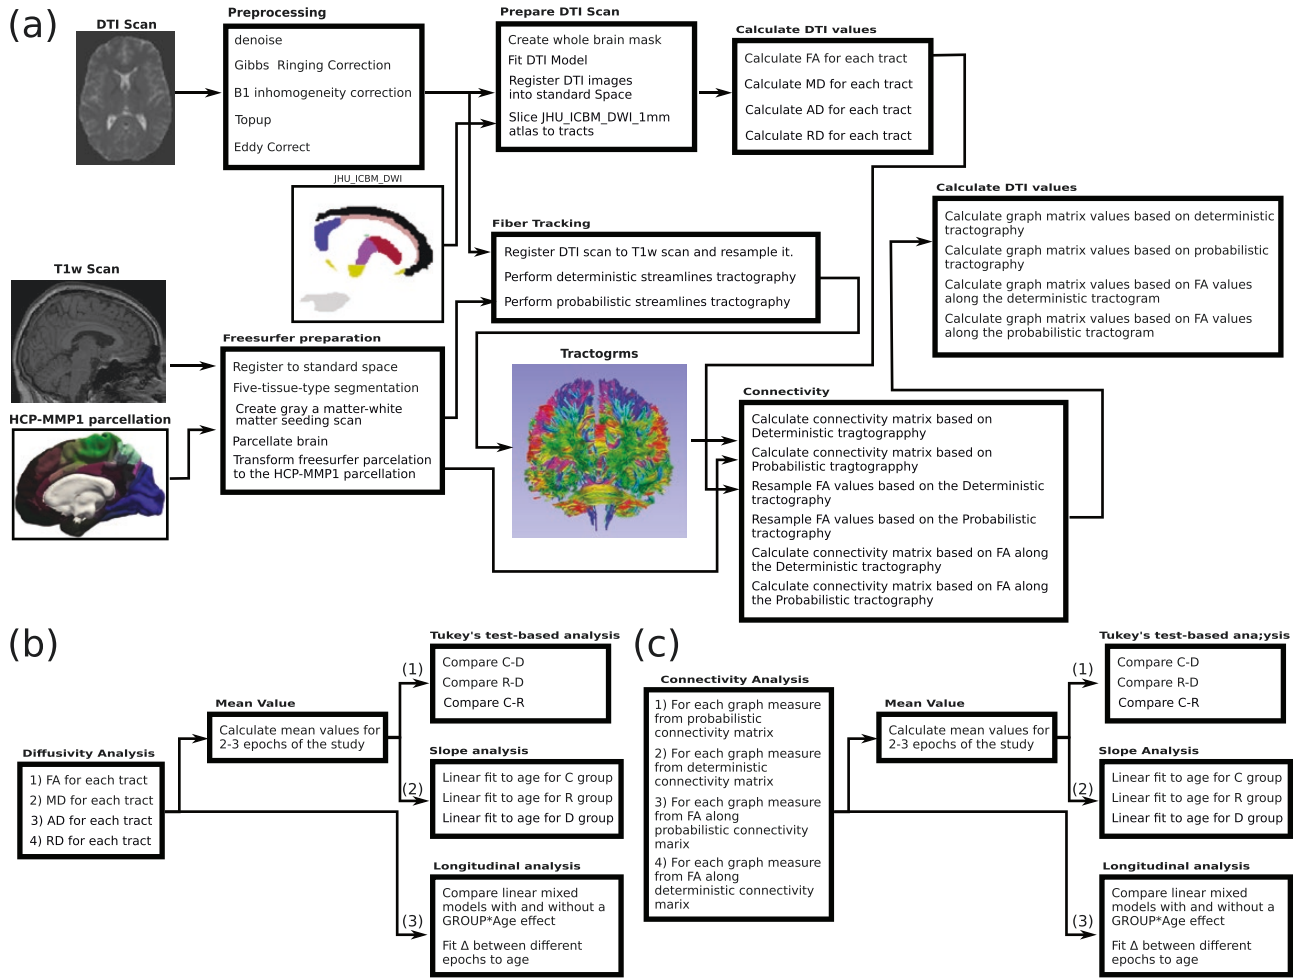 (a)
DTI Scan
Preprocessing
denoise
Gibbs Ringing Correction
B1 inhomogeneity correction
Topup
Eddy Correct
Prepare DTI Scan
Create whole brain mask
Fit DTI Model
Register DTI images
into standard Space
Slice JHU_ICBM_DWI_1mm
atlas to tracts
Calculate DTI values
Calculate FA for each tract
Calculate MD for each tract
Calculate AD for each tract
Calculate RD for each tract
JHU_ICBM_DWI
Fiber Tracking
Register DTI scan to T1w scan and resample it.
Perform deterministic streamlines tractography
Perform probabilistic streamlines tractography
Calculate DTI values
Calculate graph matrix values based on deterministic
tractography
Calculate graph matrix values based on probabilistic
tractography
Calculate graph matrix values based on FA values
along the deterministic tractogram
Calculate graph matrix values based on FA values
along the probabilistic tractogram
T1w Scan
HCP-MMP1 parcellation
Freesurfer preparation
Register to standard space
Five-tissue-type segmentation
Create gray a matter-white
matter seeding scan
Parcellate brain
Transform freesurfer parcelation
to the HCP-MMP1 parcellation
Tractogrms
Connectivity
Calculate connectivity matrix based on
Deterministic tragtograpphy
Calculate connectivity matrix based on
Probabilistic tragtograpphy
Resample FA values based on the Deterministic
tractography
Resample FA values based on the Probabilistic
tractography
Calculate connectivity matrix based on FA along
the Deterministic tractography
Calculate connectivity matrix based on FA along
the Probabilistic tractography
(b)
Diffusivity Analysis
1) FA for each tract
2) MD for each tract
3) AD for each tract
4) RD for each tract
Mean Value
Calculate mean values for
2-3 epochs of the study
(1)
(2)
(3)
Tukey's test-based analysis
Compare C-D
Compare R-D
Compare C-R
Slope analysis
Linear fit to age for C group
Linear fit to age for R group
Linear fit to age for D group
Longitudinal analysis
Compare linear mixed
models with and without a
GROUP*Age effect
Fit Δ between different
epochs to age
(c)
Connectivity Analysis
1) For each graph measure
from probabilistic
connectivity matrix
2) For each graph measure
from deterministic
connectivity matrix
3) For each graph measure
from FA along
probabilistic connectivity
marix
4) For each graph measure
from FA along
deterministic connectivity
marix
Mean Value
Calculate mean values for
2-3 epochs of the study
(1)
(2)
(3)
Tukey's test-based ana;ysis
Compare C-D
Compare R-D
Compare C-R
Slope Analysis
Linear fit to age for C group
Linear fit to age for R group
Linear fit to age for D group
Longitudinal analysis
Compare linear mixed
models with and without a
GROUP*Age effect
Fit Δ between different
epochs to age